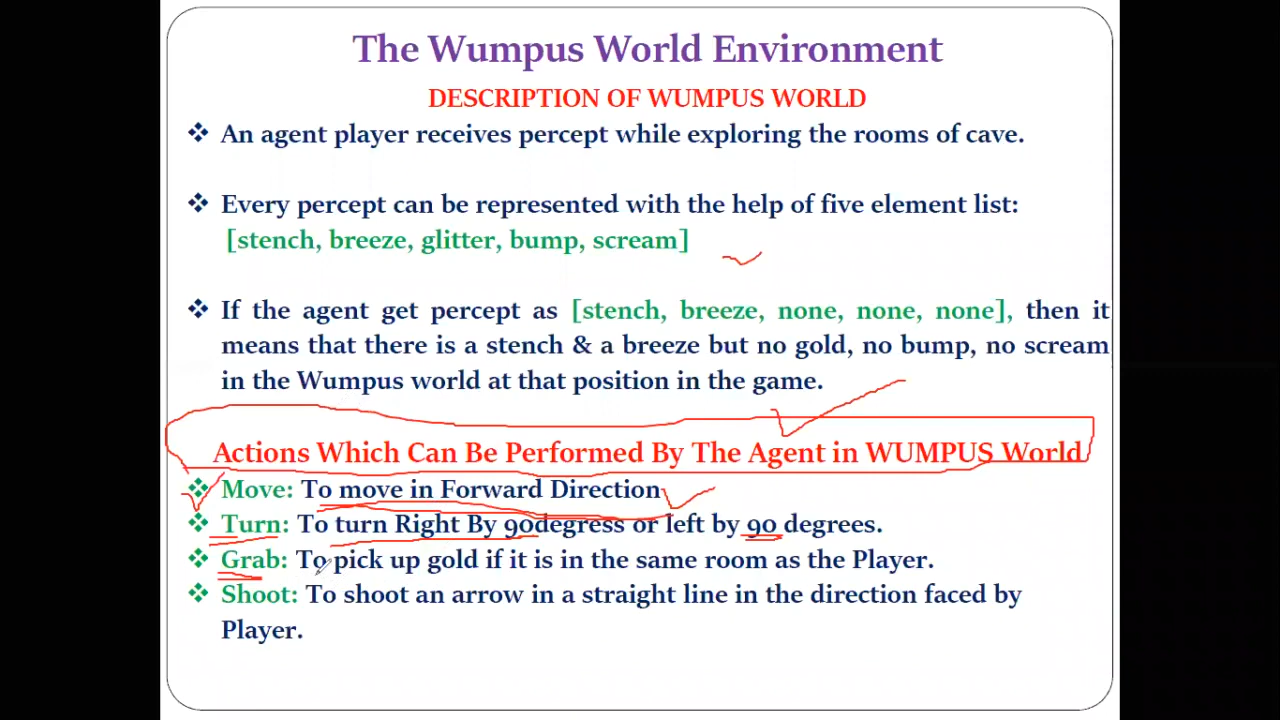 The Wumpus World Environment
DESCRIPTION OF WUMPUS WORLD
❖ An agent player receives percept while exploring the rooms of cave.
❖ Every percept can be represented with the help of five element list:
[stench, breeze, glitter, bump, scream]
❖ If the agent get percept as [stench, breeze, none, none, none], then it
means that there is a stench & a breeze but no gold, no bump, no scream
in the Wumpus world at that position in the game.
Actions Which Can Be Performed By The Agent in WUMPUS World
❖ Move: To move in Forward Direction
❖ Turn: To turn Right By 90degress or left by 90 degrees.
❖ Grab: To pick up gold if it is in the same room as the Player.
❖ Shoot: To shoot an arrow in a straight line in the direction faced by
Player.